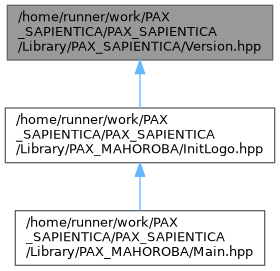 /home/runner/work/PAX
_SAPIENTICA/PAX_SAPIENTICA
/Library/PAX_SAPIENTICA/Version.hpp
/home/runner/work/PAX
_SAPIENTICA/PAX_SAPIENTICA
/Library/PAX_MAHOROBA/InitLogo.hpp
/home/runner/work/PAX
_SAPIENTICA/PAX_SAPIENTICA
/Library/PAX_MAHOROBA/Main.hpp